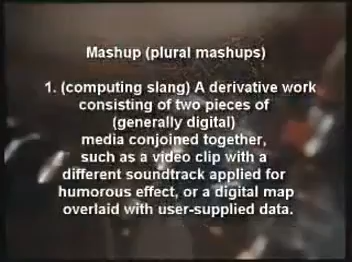 Mashup (plural mashups)
1. (computing slang) A derivative work
consisting of two pieces of
(generally digital)
media conjoined together,
such as a video clip with a
different soundtrack applied for
humorous effect, or a digital map
overlaid with user-supplied data.